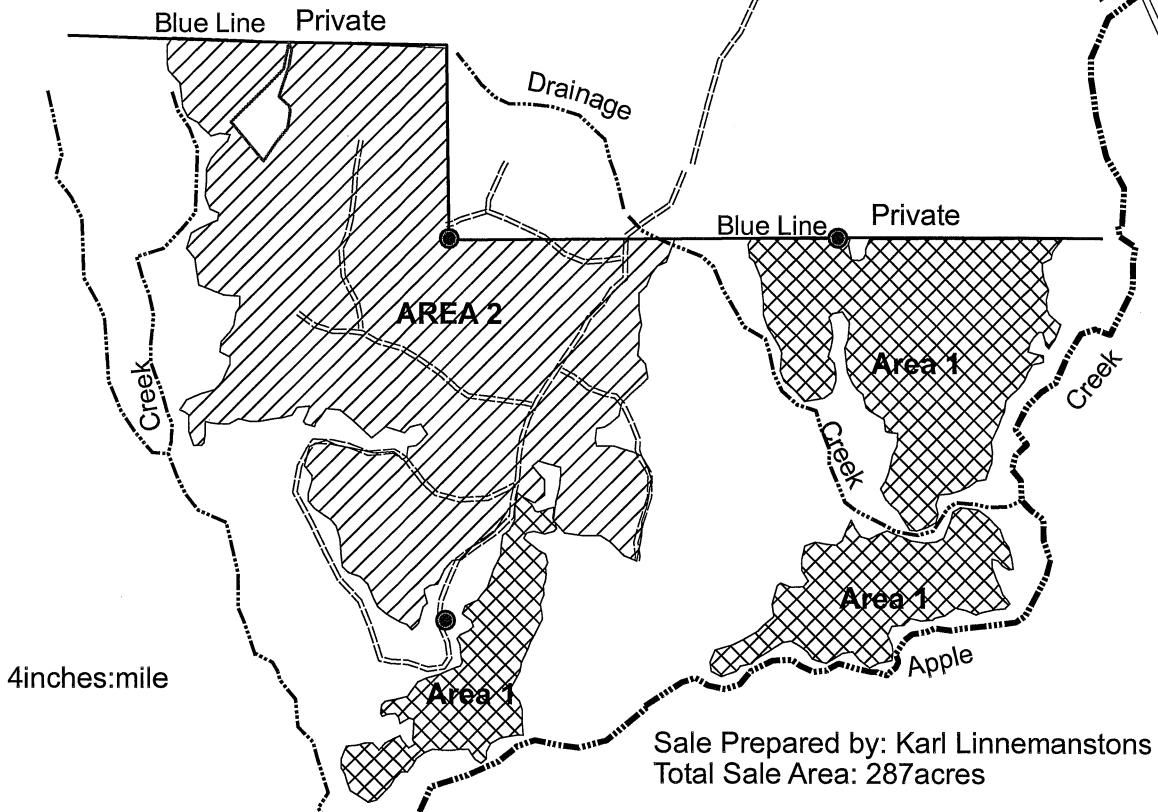 Blue Line Private
Drainage
Blue Line Private
AREA 2
Area 1
Creek
Creek
Creek
Area 1
Apple
4inches:mile
Area 1
Sale Prepared by: Karl Linnemanstons
Total Sale Area: 287acres